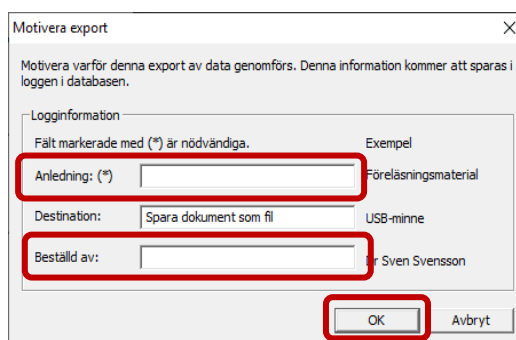 Motivera export
Motivera varför denna export av data genomförs. Denna information kommer att sparas i
loggen i databasen.
Logginformation
Fält markerade med (*) är nödvändiga. Exempel
Anledning: (*) Föreläsningsmaterial
Destination: Spara dokument som fil USB-minne
Beställd av: Dr Sven Svensson
OK Avbryt